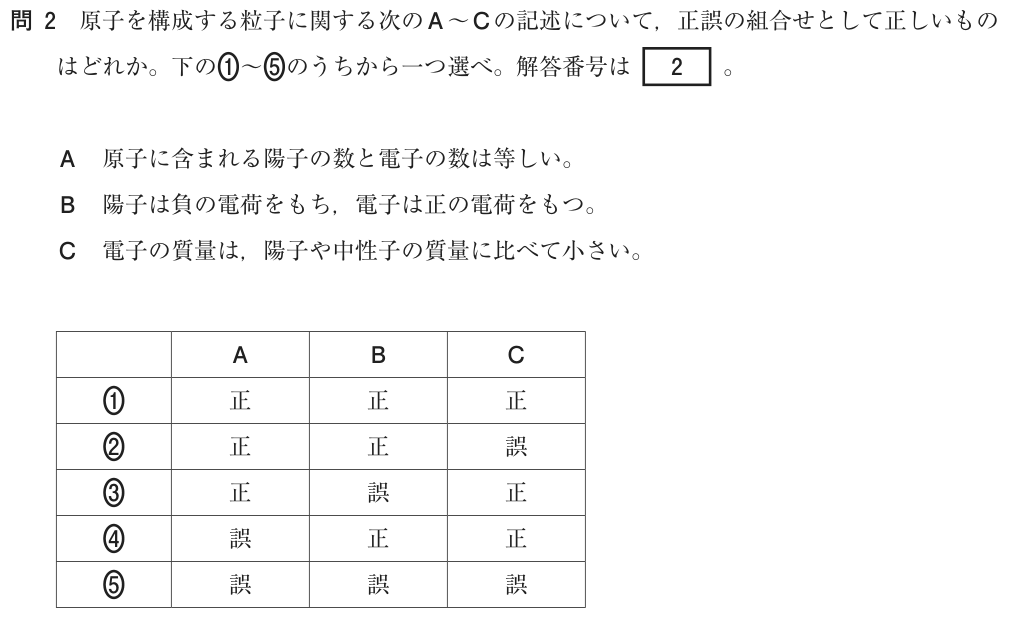 問 2 原子を構成する粒子に関する次のA～Cの記述について，正誤の組合せとして正しいもの
はどれか。下の①～⑤のうちから一つ選べ。解答番号は 2 。
A 原子に含まれる陽子の数と電子の数は等しい。
B 陽子は負の電荷をもち，電子は正の電荷をもつ。
C 電子の質量は，陽子や中性子の質量に比べて小さい。
A B C
① 正 正 正
② 正 正 誤
③ 正 誤 正
④ 誤 正 正
⑤ 誤 誤 誤